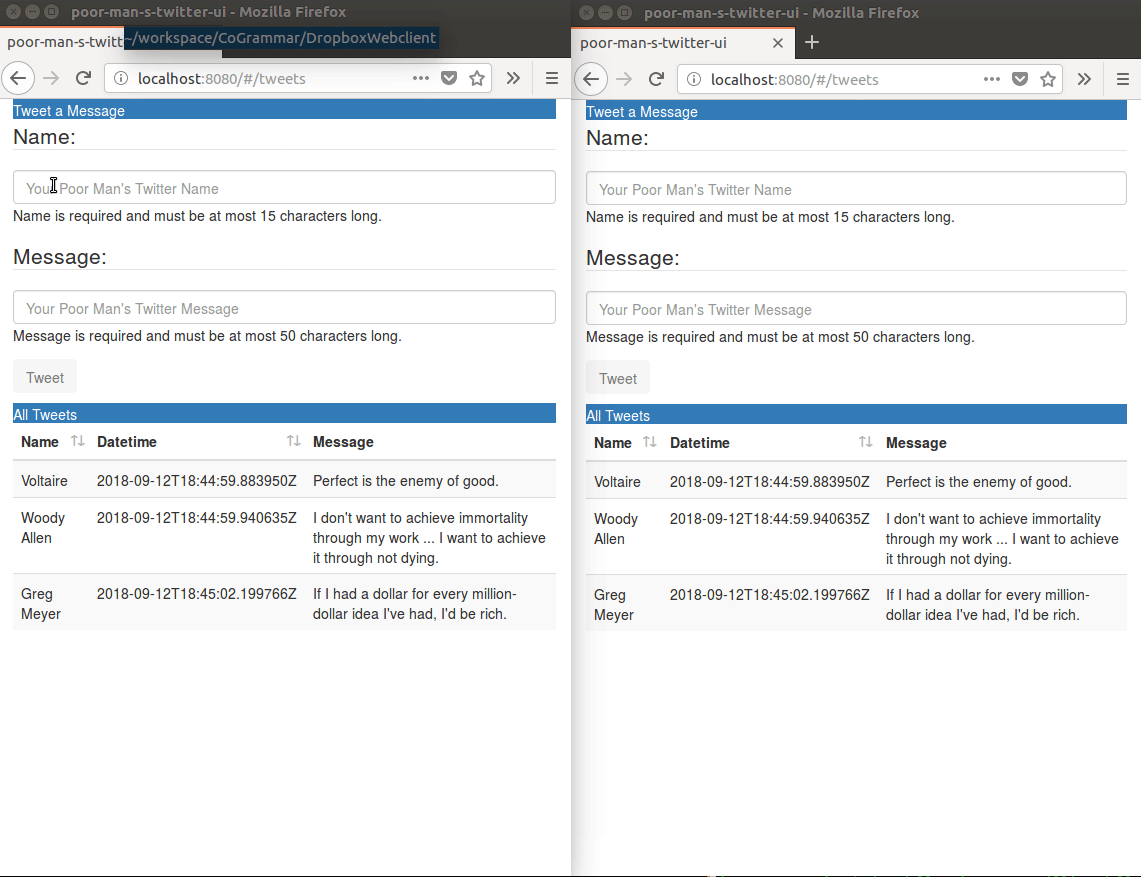 poor-man-s-twitter-ui - Mozilla Firefox
poor-man-s-twitt
~/workspace/CoGrammar/DropboxWebclient
localhost:8080/#/tweets
Tweet a Message
Name:
Your Poor Man's Twitter Name
Name is required and must be at most 15 characters long.
Message:
Your Poor Man's Twitter Message
Message is required and must be at most 50 characters long.
Tweet
All Tweets
Name Datetime Message
Voltaire 2018-09-12T18:44:59.883950Z Perfect is the enemy of good.
Woody 2018-09-12T18:44:59.940635Z I don't want to achieve immortality
Allen through my work ... I want to achieve
it through not dying.
Greg 2018-09-12T18:45:02.199766Z If I had a dollar for every million-
Meyer dollar idea I've had, I'd be rich.
poor-man-s-twitter-ui - Mozilla Firefox
poor-man-s-twitter-ui
localhost:8080/#/tweets
Tweet a Message
Name:
Your Poor Man's Twitter Name
Name is required and must be at most 15 characters long.
Message:
Your Poor Man's Twitter Message
Message is required and must be at most 50 characters long.
Tweet
All Tweets
Name Datetime Message
Voltaire 2018-09-12T18:44:59.883950Z Perfect is the enemy of good.
Woody 2018-09-12T18:44:59.940635Z I don't want to achieve immortality
Allen through my work ... I want to achieve
it through not dying.
Greg 2018-09-12T18:45:02.199766Z If I had a dollar for every million-
Meyer dollar idea I've had, I'd be rich.